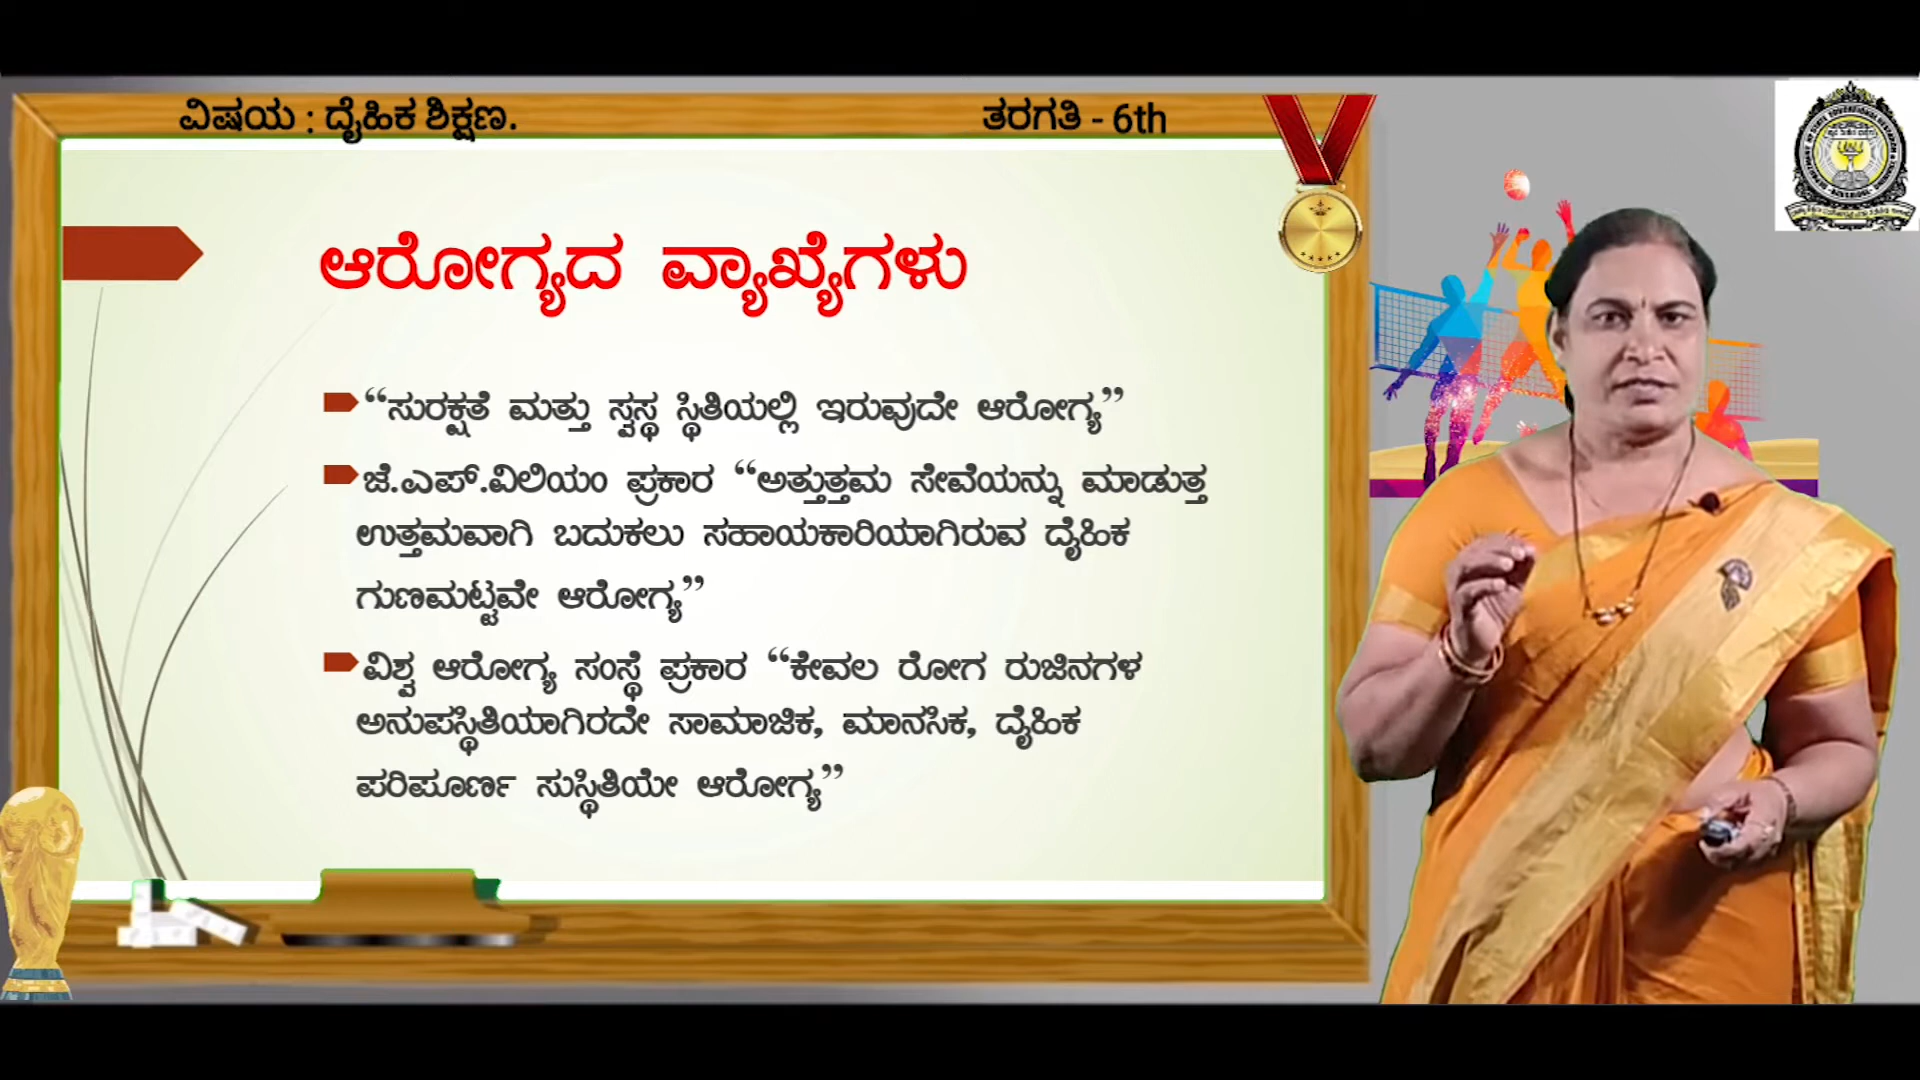 ವಿಷಯ : ದೈಹಿಕ ಶಿಕ್ಷಣ.
ತರಗತಿ - 6th
ಆರೋಗ್ಯದ ವ್ಯಾಖ್ಯೆಗಳು
“ಸುರಕ್ಷತೆ ಮತ್ತು ಸ್ವಸ್ಥ ಸ್ಥಿತಿಯಲ್ಲಿ ಇರುವುದೇ ಆರೋಗ್ಯ”
ಜೆ.ಎಪ್.ವಿಲಿಯಂ ಪ್ರಕಾರ “ಅತ್ತುತ್ತಮ ಸೇವೆಯನ್ನು ಮಾಡುತ್ತ
ಉತ್ತಮವಾಗಿ ಬದುಕಲು ಸಹಾಯಕಾರಿಯಾಗಿರುವ ದೈಹಿಕ
ಗುಣಮಟ್ಟವೇ ಆರೋಗ್ಯ”
ವಿಶ್ವ ಆರೋಗ್ಯ ಸಂಸ್ಥೆ ಪ್ರಕಾರ “ಕೇವಲ ರೋಗ ರುಜಿನಗಳ
ಅನುಪಸ್ಥಿತಿಯಾಗಿರದೇ ಸಾಮಾಜಿಕ, ಮಾನಸಿಕ, ದೈಹಿಕ
ಪರಿಪೂರ್ಣ ಸುಸ್ಥಿತಿಯೇ ಆರೋಗ್ಯ”